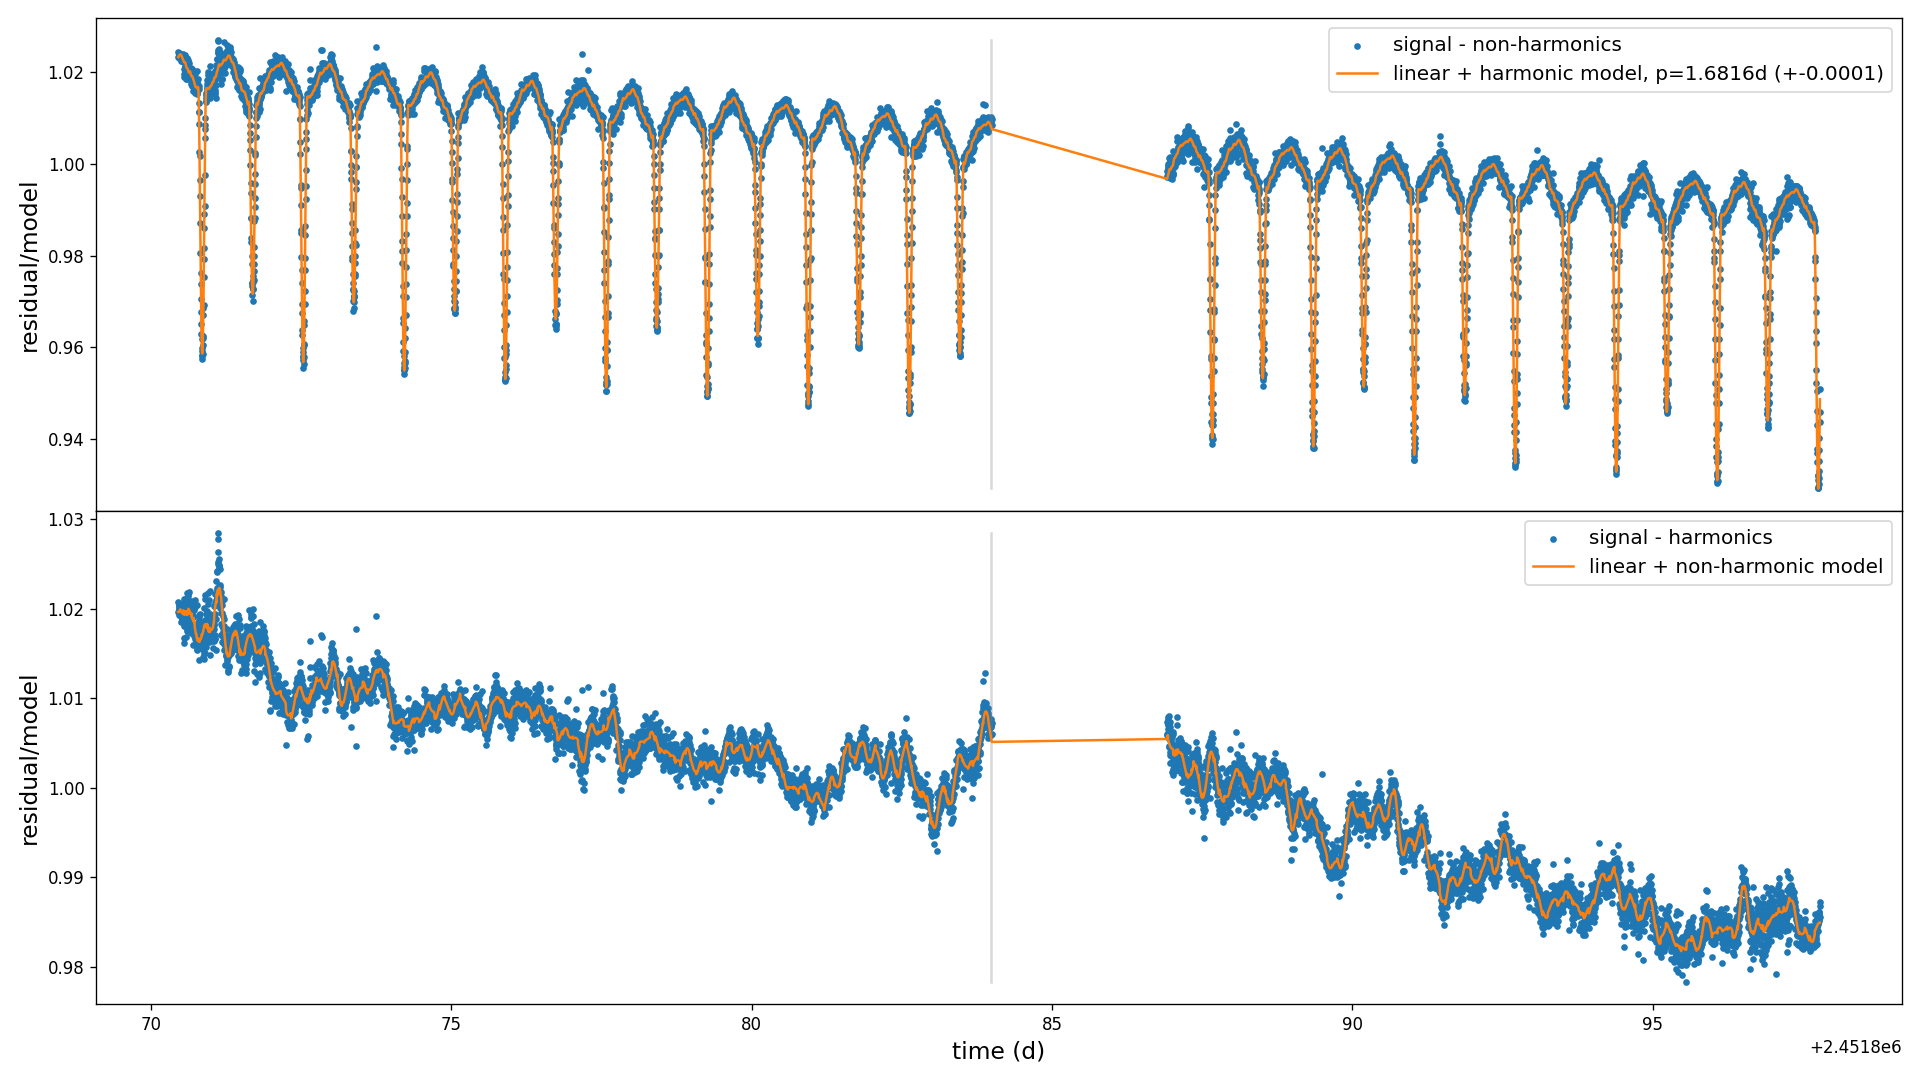 signal - non-harmonics
linear + harmonic model, p=1.6816d (+-0.0001)
1.02
1.00
0.98
0.96
0.94
residual/model
signal - harmonics
linear + non-harmonic model
1.03
1.02
1.01
1.00
0.99
0.98
residual/model
70 75 80 85 90 95
time (d)
+2.4518e6